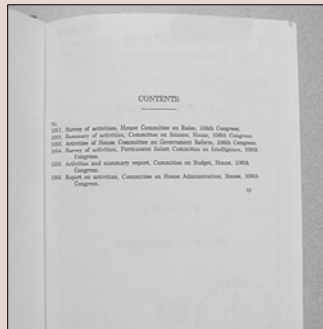 CONTENTS
No.
1051. Survey of activities, House Committee on Rules, 106th Congress.
1052. Summary of activities, Committee on Science, House, 106th Congress.
1053. Activities of House Committee on Government Reform, 106th Congress.
1054. Survey of activities, Permanent Select Committee on Intelligence, 106th
Congress.
1055. Activities and summary report, Committee on Budget, House, 106th
Congress.
1056. Report on activities, Committee on House Administration, House, 106th
Congress.